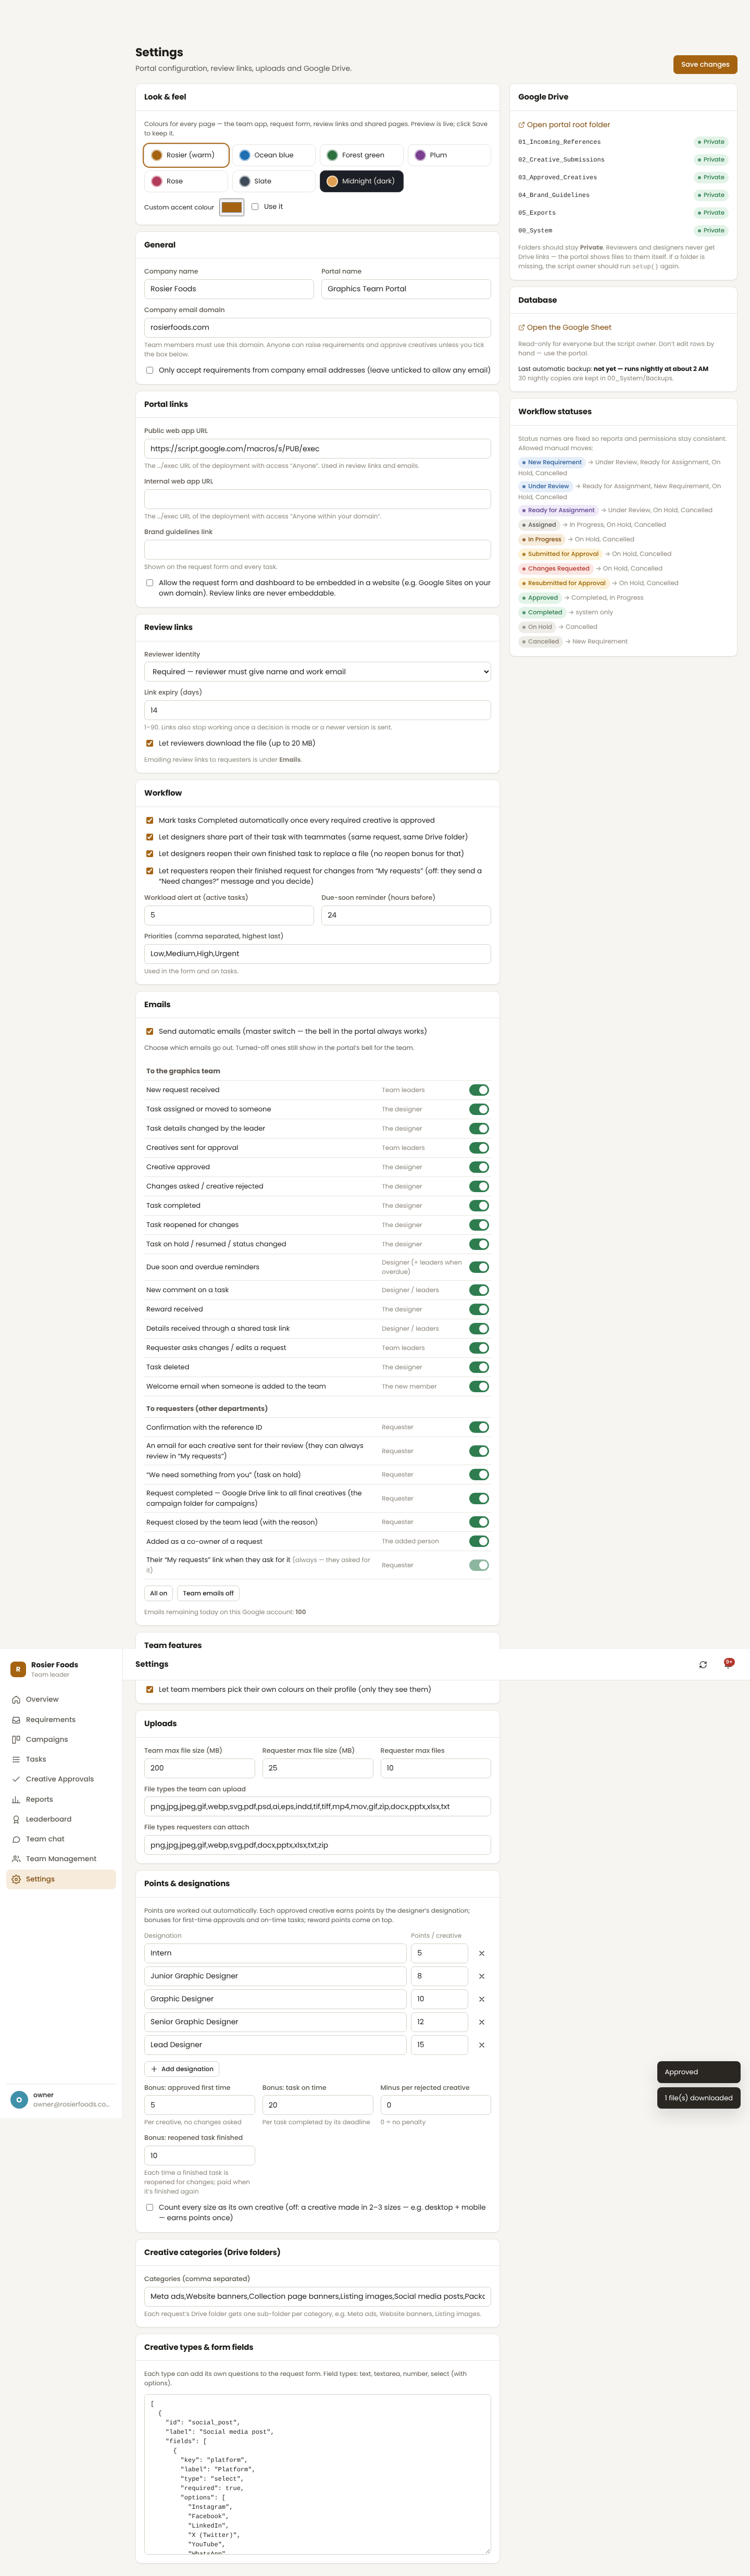 Settings
Portal configuration, review links, uploads and Google Drive.
Save changes
Look & feel
Colours for every page — the team app, request form, review links and shared pages. Preview is live; click Save
to keep it.
Rosier (warm)
Ocean blue
Forest green
Plum
Rose
Slate
Midnight (dark)
Custom accent colour
Use it
General
Company name
Portal name
Rosier Foods
Graphics Team Portal
Company email domain
rosierfoods.com
Team members must use this domain. Anyone can raise requirements and approve creatives unless you tick
the box below.
Only accept requirements from company email addresses (leave unticked to allow any email)
Portal links
Public web app URL
https://script.google.com/macros/s/PUB/exec
The …/exec URL of the deployment with access “Anyone”. Used in review links and emails.
Internal web app URL
The …/exec URL of the deployment with access “Anyone within your domain”.
Brand guidelines link
Shown on the request form and every task.
Allow the request form and dashboard to be embedded in a website (e.g. Google Sites on your
own domain). Review links are never embeddable.
Review links
Reviewer identity
Required — reviewer must give name and work email
Link expiry (days)
14
1–90. Links also stop working once a decision is made or a newer version is sent.
Let reviewers download the file (up to 20 MB)
Emailing review links to requesters is under Emails.
Workflow
Mark tasks Completed automatically once every required creative is approved
Let designers share part of their task with teammates (same request, same Drive folder)
Let designers reopen their own finished task to replace a file (no reopen bonus for that)
Let requesters reopen their finished request for changes from “My requests” (off: they send a
“Need changes?” message and you decide)
Workload alert at (active tasks)
Due-soon reminder (hours before)
5
24
Priorities (comma separated, highest last)
Low,Medium,High,Urgent
Used in the form and on tasks.
Emails
Send automatic emails (master switch — the bell in the portal always works)
Choose which emails go out. Turned-off ones still show in the portal's bell for the team.
To the graphics team
New request received
Team leaders
Task assigned or moved to someone
The designer
Task details changed by the leader
The designer
Creatives sent for approval
Team leaders
Creative approved
The designer
Changes asked / creative rejected
The designer
Task completed
The designer
Task reopened for changes
The designer
Task on hold / resumed / status changed
The designer
Due soon and overdue reminders
Designer (+ leaders when
overdue)
New comment on a task
Designer / leaders
Reward received
The designer
Details received through a shared task link
Designer / leaders
Requester asks changes / edits a request
Team leaders
Task deleted
The designer
Welcome email when someone is added to the team
The new member
To requesters (other departments)
Confirmation with the reference ID
Requester
An email for each creative sent for their review (they can always
review in “My requests”)
Requester
“We need something from you” (task on hold)
Requester
Request completed — Google Drive link to all final creatives (the
campaign folder for campaigns)
Requester
Request closed by the team lead (with the reason)
Requester
Added as a co-owner of a request
The added person
Their “My requests” link when they ask for it (always — they asked for
it)
Requester
All on
Team emails off
Emails remaining today on this Google account: 100
Team features
Let team members pick their own colours on their profile (only they see them)
Uploads
Team max file size (MB)
Requester max file size (MB)
Requester max files
200
25
10
File types the team can upload
png,jpg,jpeg,gif,webp,svg,pdf,psd,ai,eps,indd,tif,tiff,mp4,mov,gif,zip,docx,pptx,xlsx,txt
File types requesters can attach
png,jpg,jpeg,gif,webp,svg,pdf,docx,pptx,xlsx,txt,zip
Points & designations
Points are worked out automatically. Each approved creative earns points by the designer's designation;
bonuses for first-time approvals and on-time tasks; reward points come on top.
Designation
Points / creative
Intern
5
Junior Graphic Designer
8
Graphic Designer
10
Senior Graphic Designer
12
Lead Designer
15
Add designation
Bonus: approved first time
Bonus: task on time
Minus per rejected creative
5
20
0
Per creative, no changes asked
Per task completed by its deadline
0 = no penalty
Bonus: reopened task finished
10
Each time a finished task is
reopened for changes; paid when
it's finished again
Count every size as its own creative (off: a creative made in 2–3 sizes — e.g. desktop + mobile
— earns points once)
Creative categories (Drive folders)
Categories (comma separated)
Meta ads,Website banners,Collection page banners,Listing images,Social media posts,Packa
Each request's Drive folder gets one sub-folder per category, e.g. Meta ads, Website banners, Listing images.
Creative types & form fields
Each type can add its own questions to the request form. Field types: text, textarea, number, select (with
options).
[
{
"id": "social_post",
"label": "Social media post",
"fields": [
{
"key": "platform",
"label": "Platform",
"type": "select",
"required": true,
"options": [
"Instagram",
"Facebook",
"LinkedIn",
"X (Twitter)",
"YouTube",
"WhatsApp"
Google Drive
Open portal root folder
01_Incoming_References
Private
02_Creative_Submissions
Private
03_Approved_Creatives
Private
04_Brand_Guidelines
Private
05_Exports
Private
00_System
Private
Folders should stay Private. Reviewers and designers never get
Drive links — the portal shows files to them itself. If a folder is
missing, the script owner should run setup() again.
Database
Open the Google Sheet
Read-only for everyone but the script owner. Don't edit rows by
hand — use the portal.
Last automatic backup: not yet — runs nightly at about 2 AM
30 nightly copies are kept in 00_System/Backups.
Workflow statuses
Status names are fixed so reports and permissions stay consistent.
Allowed manual moves:
New Requirement → Under Review, Ready for Assignment, On
Hold, Cancelled
Under Review → Ready for Assignment, New Requirement, On
Hold, Cancelled
Ready for Assignment → Under Review, On Hold, Cancelled
Assigned → In Progress, On Hold, Cancelled
In Progress → On Hold, Cancelled
Submitted for Approval → On Hold, Cancelled
Changes Requested → On Hold, Cancelled
Resubmitted for Approval → On Hold, Cancelled
Approved → Completed, In Progress
Completed → system only
On Hold → Cancelled
Cancelled → New Requirement
R
Rosier Foods
Team leader
Settings
9+
Overview
Requirements
Campaigns
Tasks
Creative Approvals
Reports
Leaderboard
Team chat
Team Management
Settings
O
owner
owner@rosierfoods.co…
Approved
1 file(s) downloaded